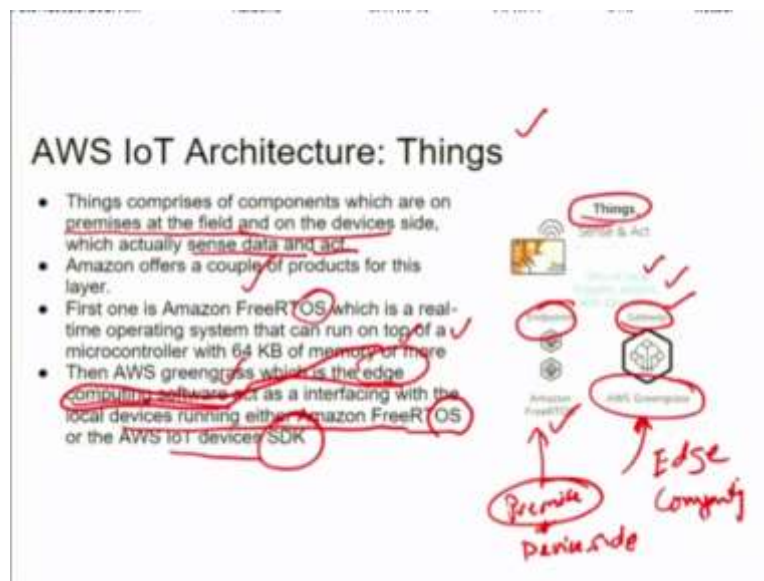 AWS IoT Architecture: Things
• Things comprises of components which are on
premises at the field and on the devices side,
which actually sense data and act.
• Amazon offers a couple of products for this
layer.
• First one is Amazon FreeRTOS which is a real-
time operating system that can run on top of a
microcontroller with 64 KB of memory or more
• Then AWS greengrass which is the edge
computing software act as a interfacing with the
local devices running either Amazon FreeRTOS
or the AWS IoT devices SDK
Things
Sense & Act
Endpoints
Gateway
Amazon
FreeRTOS
AWS Greengrass
Edge
Computing
Premise
Device side